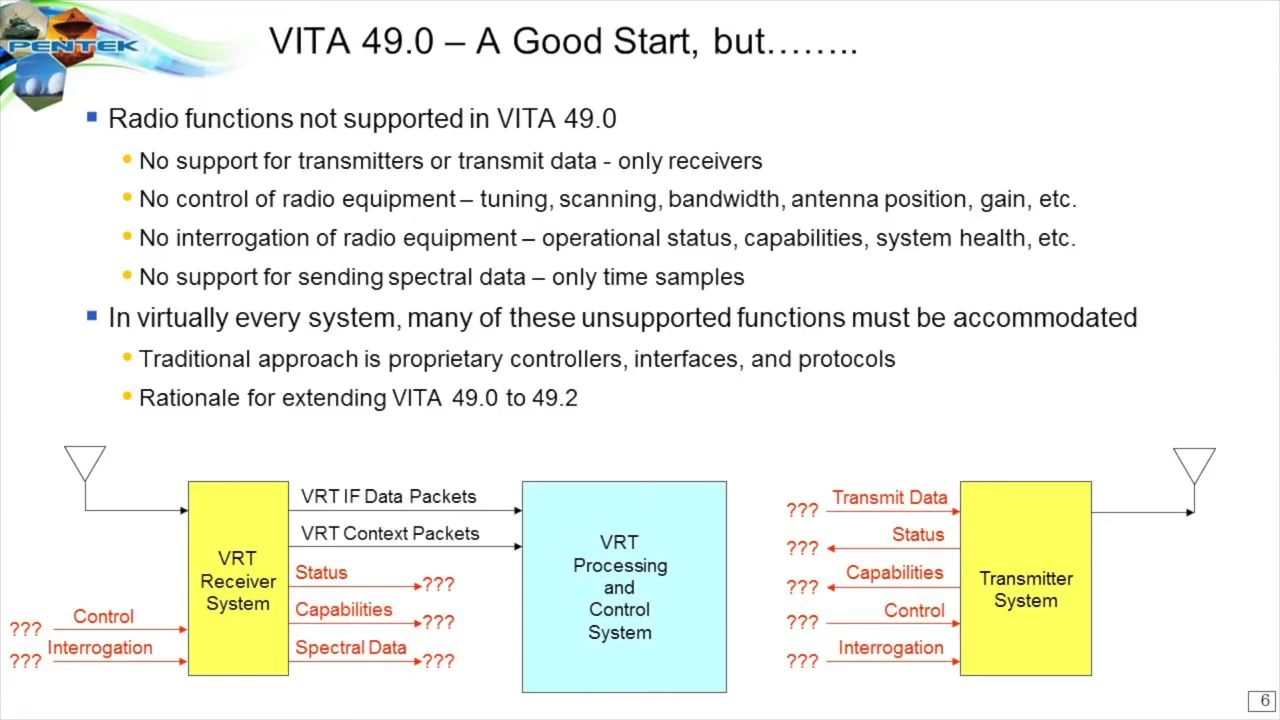 PENTEK
VITA 49.0 – A Good Start, but……..
Radio functions not supported in VITA 49.0
No support for transmitters or transmit data - only receivers
No control of radio equipment – tuning, scanning, bandwidth, antenna position, gain, etc.
No interrogation of radio equipment – operational status, capabilities, system health, etc.
No support for sending spectral data – only time samples
In virtually every system, many of these unsupported functions must be accommodated
Traditional approach is proprietary controllers, interfaces, and protocols
Rationale for extending VITA 49.0 to 49.2
??? Control
??? Interrogation
VRT
Receiver
System
VRT IF Data Packets
VRT Context Packets
Status ???
Capabilities ???
Spectral Data ???
VRT
Processing
and
Control
System
??? Transmit Data
??? Status
??? Capabilities
??? Control
??? Interrogation
Transmitter
System
6